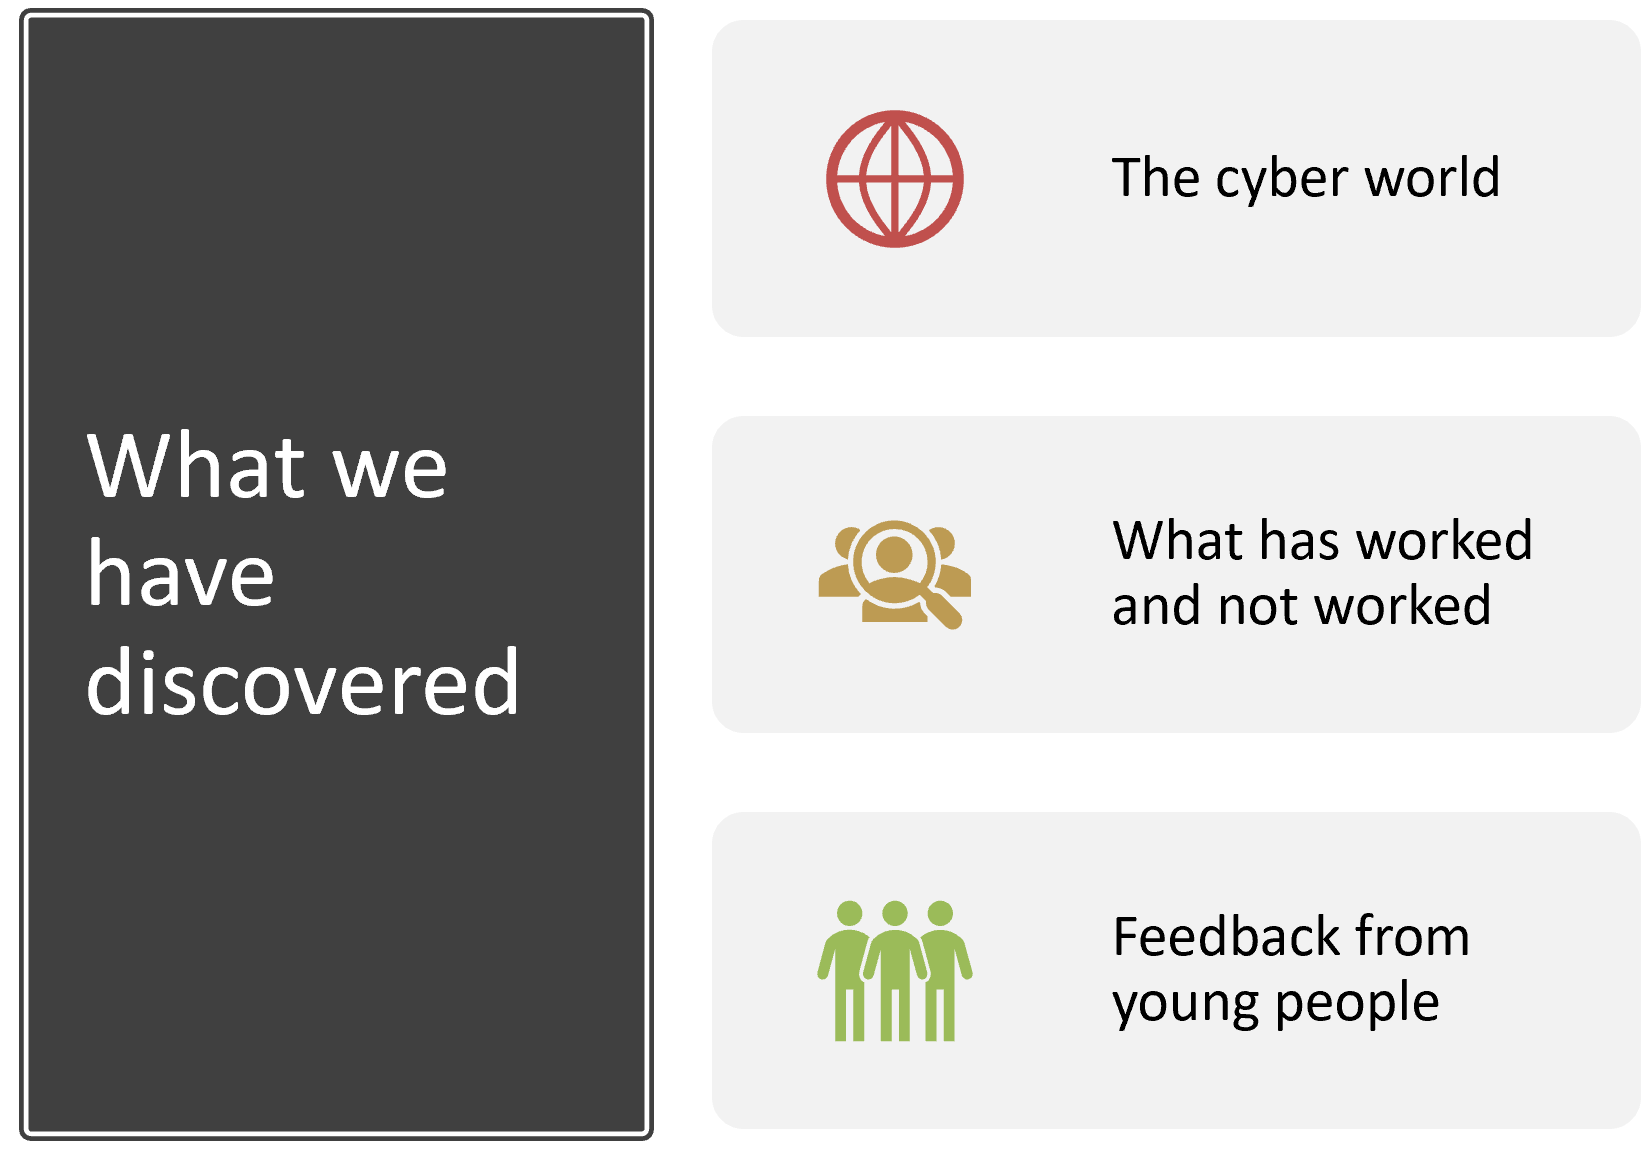 What we
have
discovered
The cyber world
What has worked
and not worked
Feedback from
young people